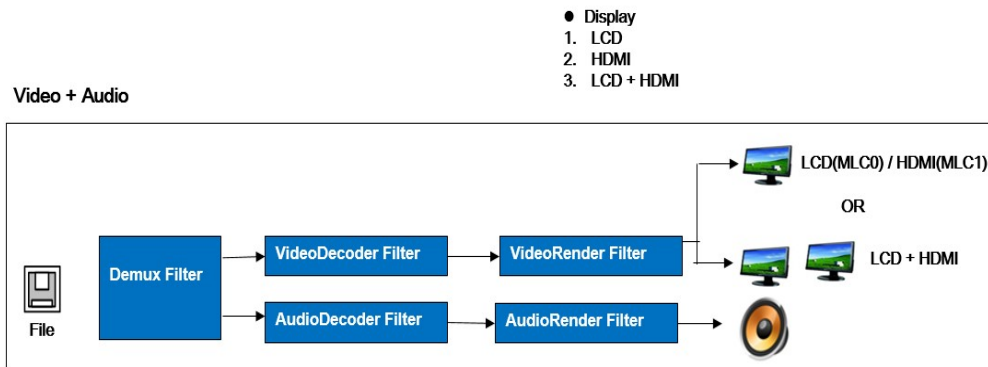 ● Display
1. LCD
2. HDMI
3. LCD + HDMI
Video + Audio
LCD(MLC0) / HDMI(MLC1)
OR
VideoDecoder Filter
VideoRender Filter
LCD + HDMI
Demux Filter
AudioDecoder Filter
AudioRender Filter
File